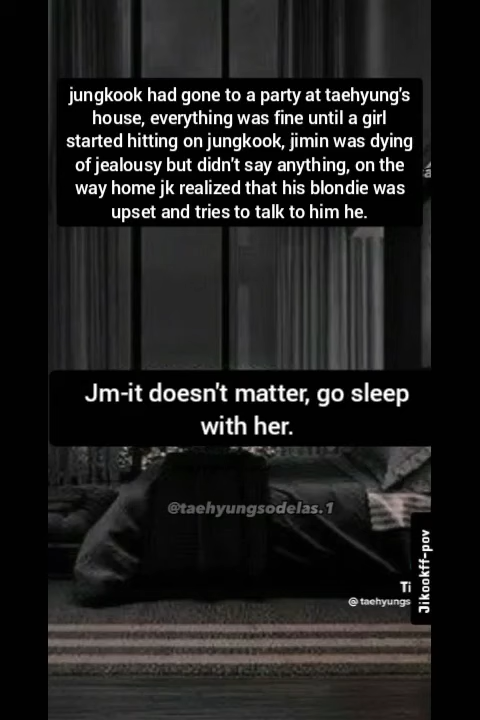 jungkook had gone to a party at taehyung's
house, everything was fine until a girl
started hitting on jungkook, jimin was dying
of jealousy but didn't say anything, on the
way home jk realized that his blondie was
upset and tries to talk to him he.
Jm-it doesn't matter, go sleep
with her.
@taehyungsodelas.1
Ti
@taehyungs
Jikookff-pov